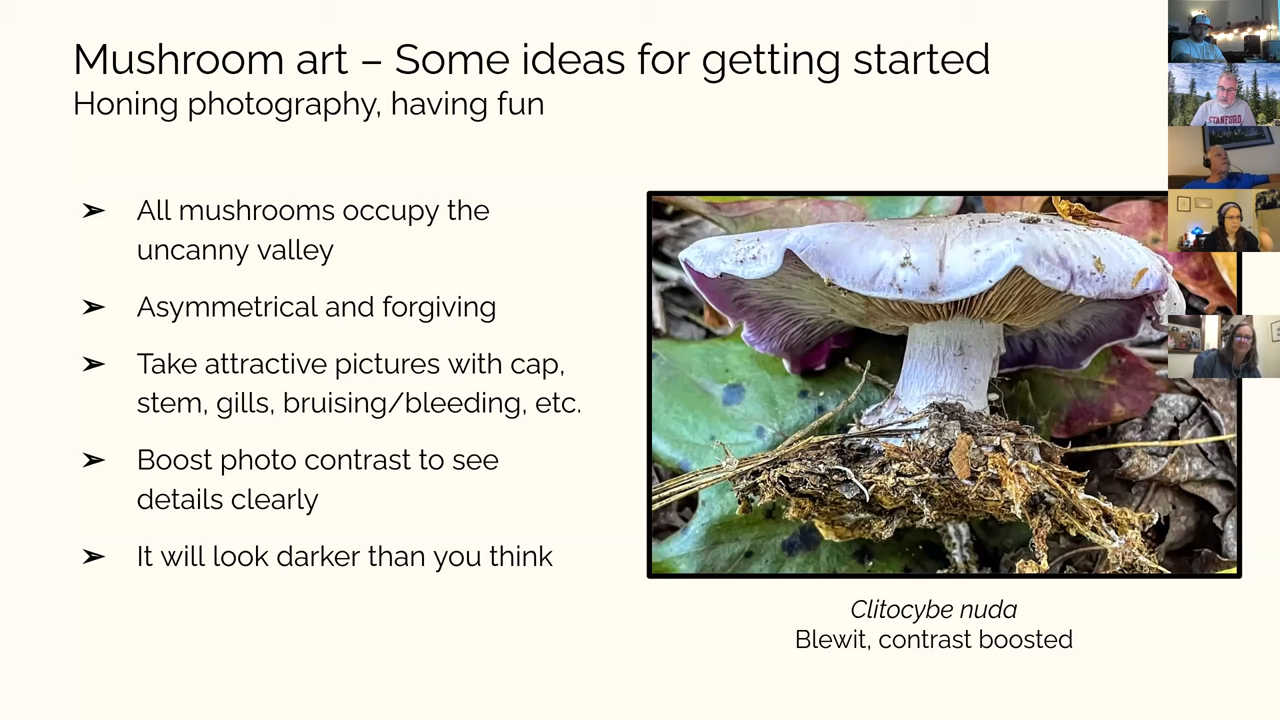 Mushroom art – Some ideas for getting started
Honing photography, having fun
➢ All mushrooms occupy the
uncanny valley
➢ Asymmetrical and forgiving
➢ Take attractive pictures with cap,
stem, gills, bruising/bleeding, etc.
➢ Boost photo contrast to see
details clearly
➢ It will look darker than you think
STANFORD
Clitocybe nuda
Blewit, contrast boosted